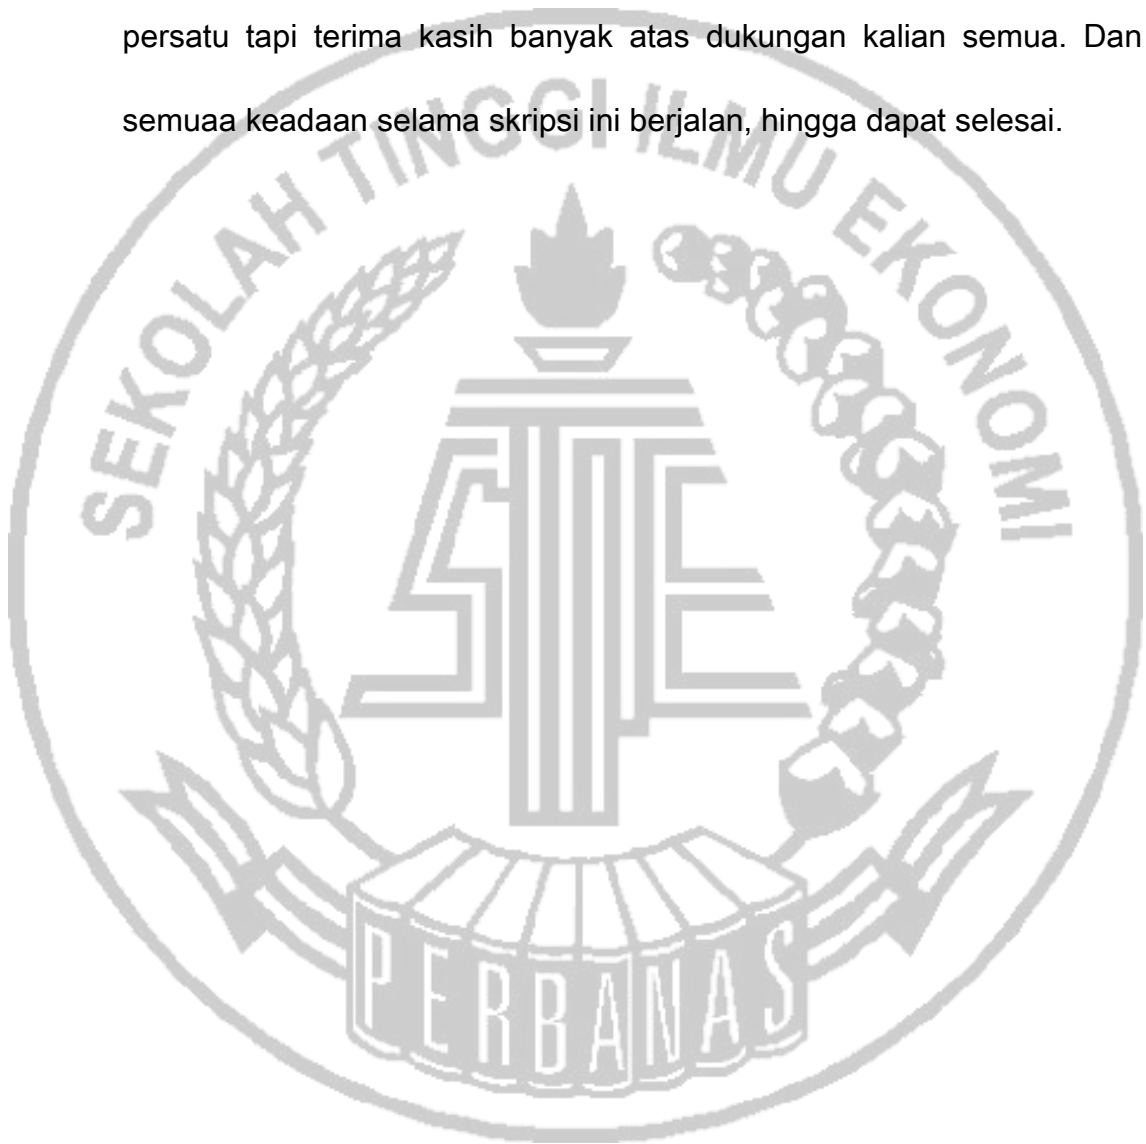 persatu tapi terima kasih banyak atas dukungan kalian semua. Dan
semuaa keadaan selama skripsi ini berjalan, hingga dapat selesai.
SEKOLAH TINGGI ILMU EKONOMI
STIE
PERBANAS